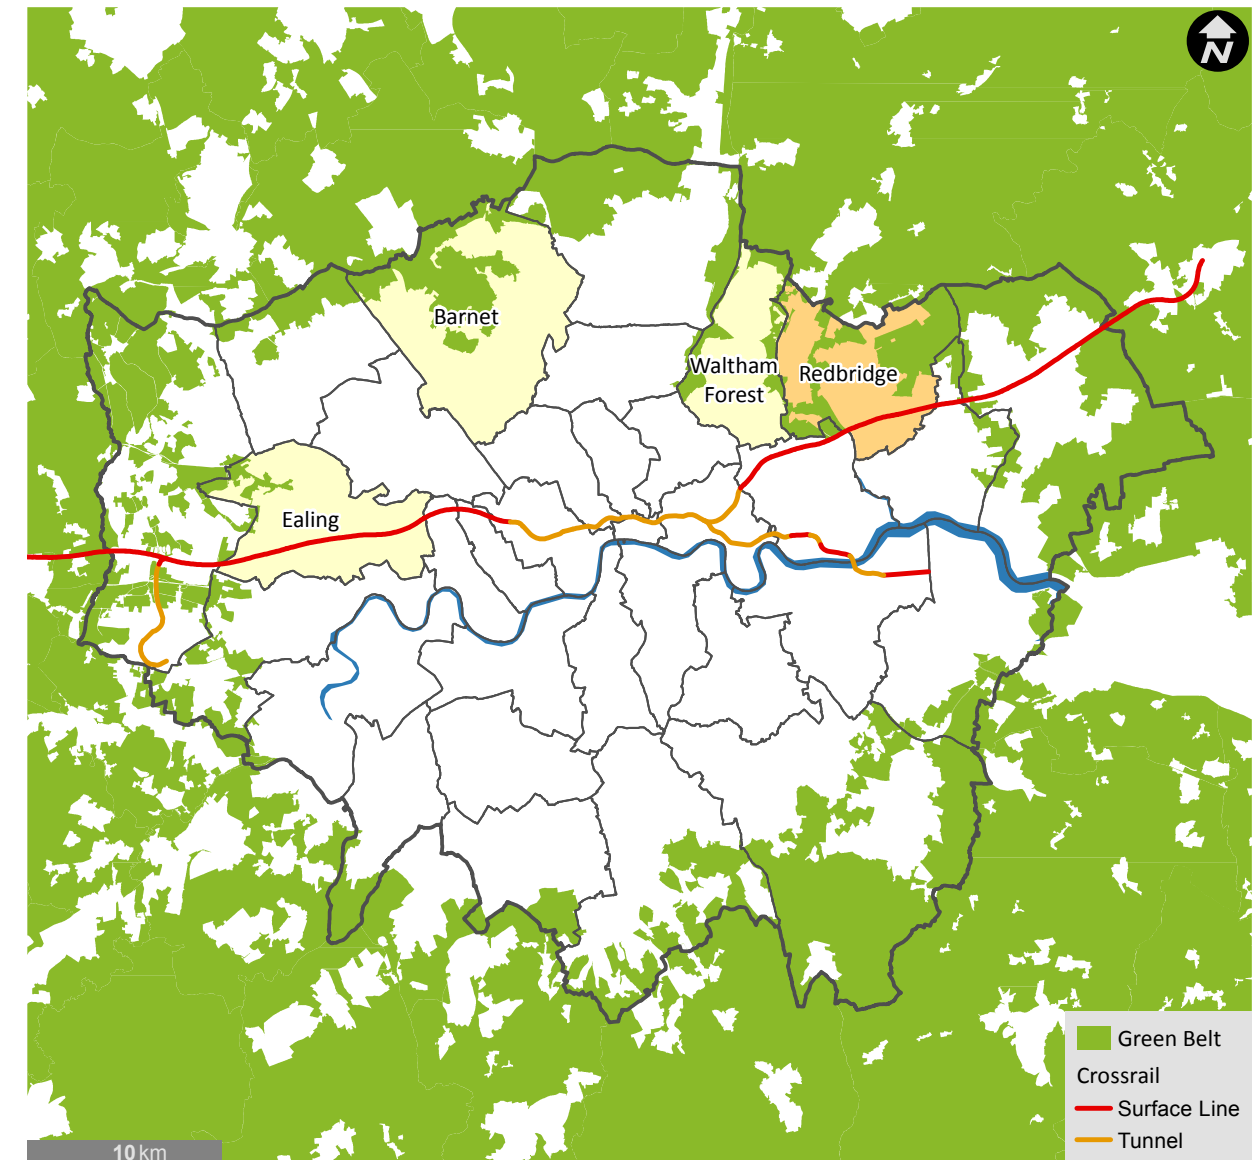 N
Barnet
Waltham
Forest
Redbridge
Ealing
Green Belt
Crossrail
Surface Line
Tunnel
10 km